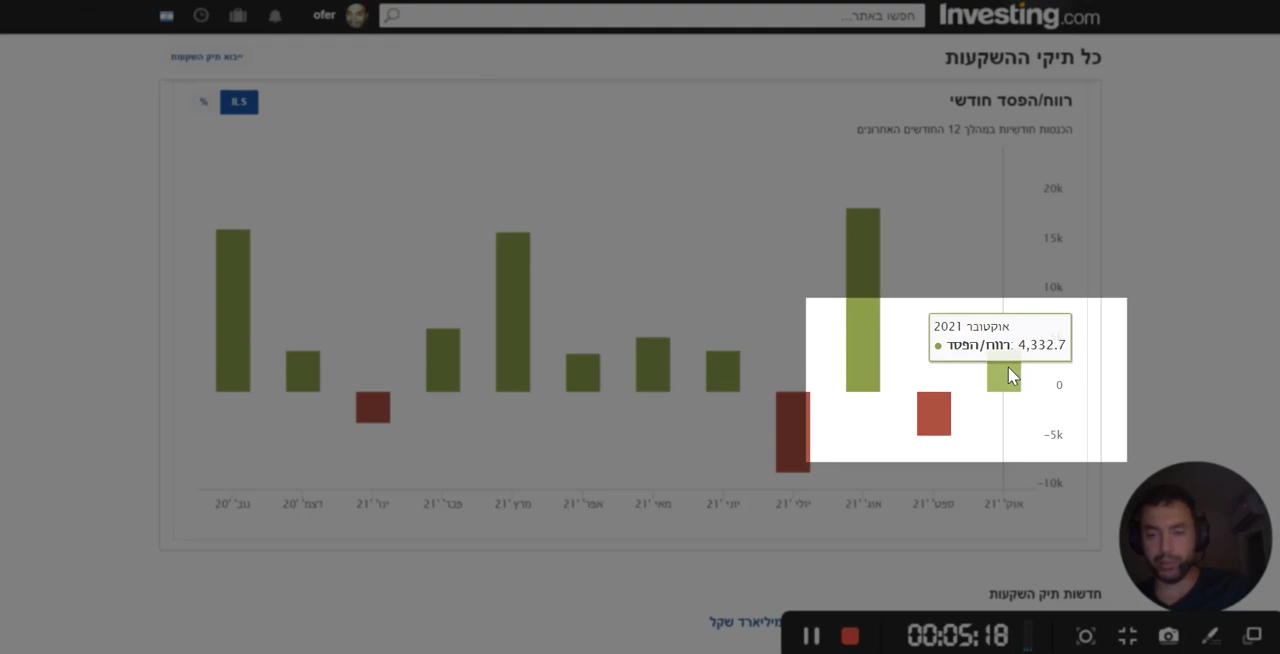 ofer
חפשו באתר...
Investing.com
כל תיקי ההשקעות
ייבוא תיק השקעות
רווח/הפסד חודשי
ILS
%
הכנסות חודשיות במהלך 12 החודשים האחרונים
20k
15k
10k
אוקטובר 2021
רווח/הפסד: 4,332.7
0
-5k
-10k
נוב' '20
דצמ' '20
ינו' '21
פבר' '21
מרץ '21
אפר' '21
מאי '21
יוני '21
יולי '21
אוג' '21
ספט' '21
אוק' '21
חדשות תיק השקעות
מיליארד שקל
00:05:18